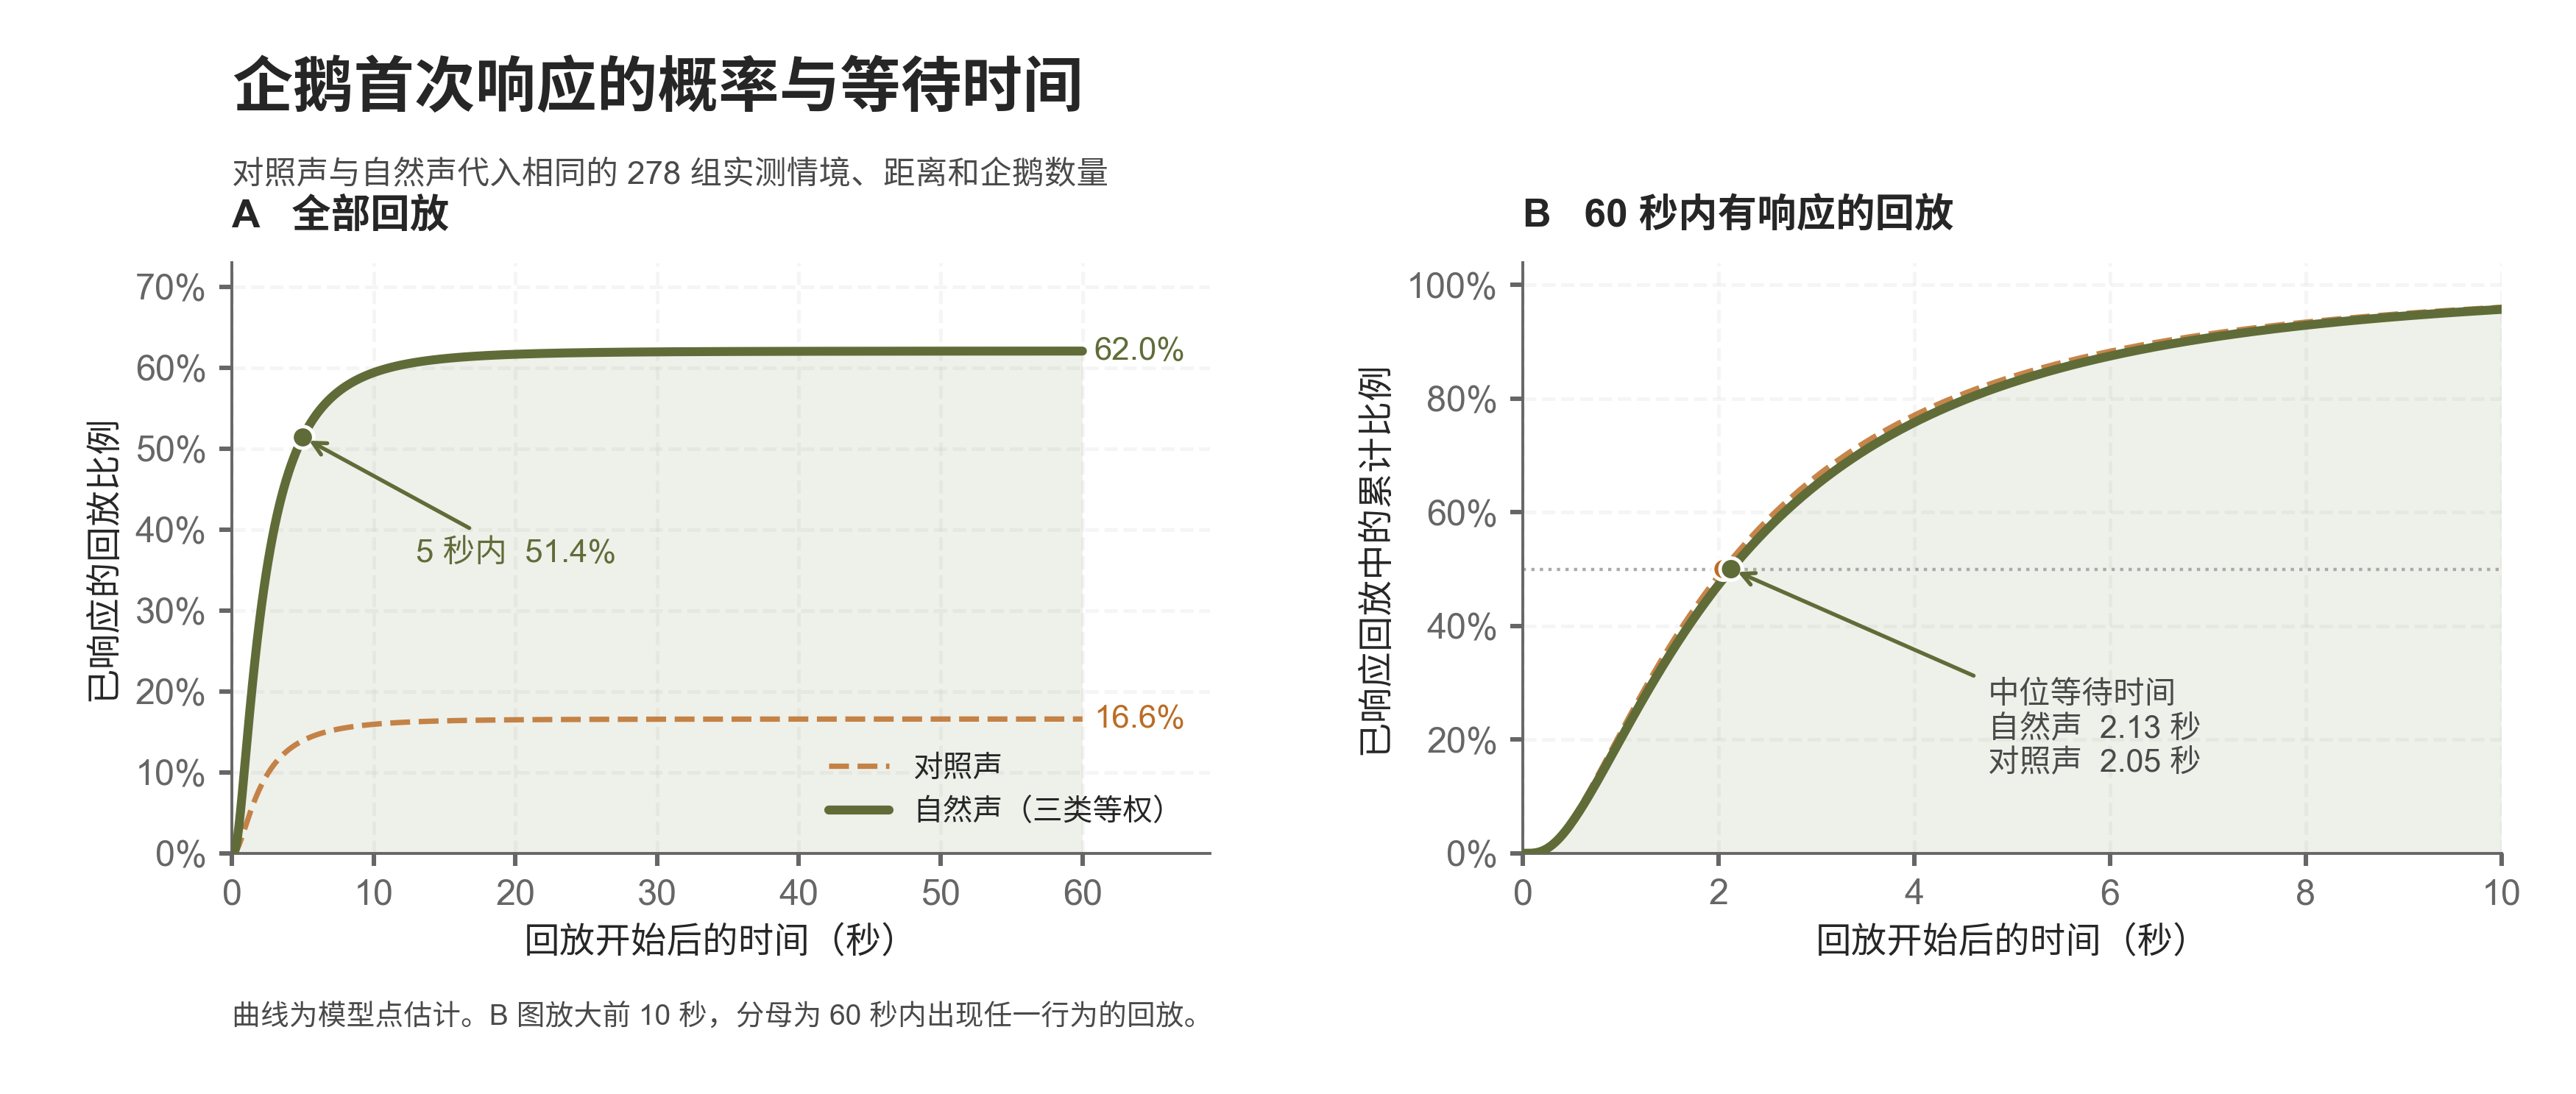 企鹅首次响应的概率与等待时间
对照声与自然声代入相同的 278 组实测情境、距离和企鹅数量
A 全部回放
已响应的回放比例
70%
60%
50%
40%
30%
20%
10%
0%
62.0%
5 秒内 51.4%
16.6%
对照声
自然声（三类等权）
0 10 20 30 40 50 60
回放开始后的时间（秒）
B 60 秒内有响应的回放
已响应回放中的累计比例
100%
80%
60%
40%
20%
0%
中位等待时间
自然声 2.13 秒
对照声 2.05 秒
0 2 4 6 8 10
回放开始后的时间（秒）
曲线为模型点估计。B 图放大前 10 秒，分母为 60 秒内出现任一行为的回放。